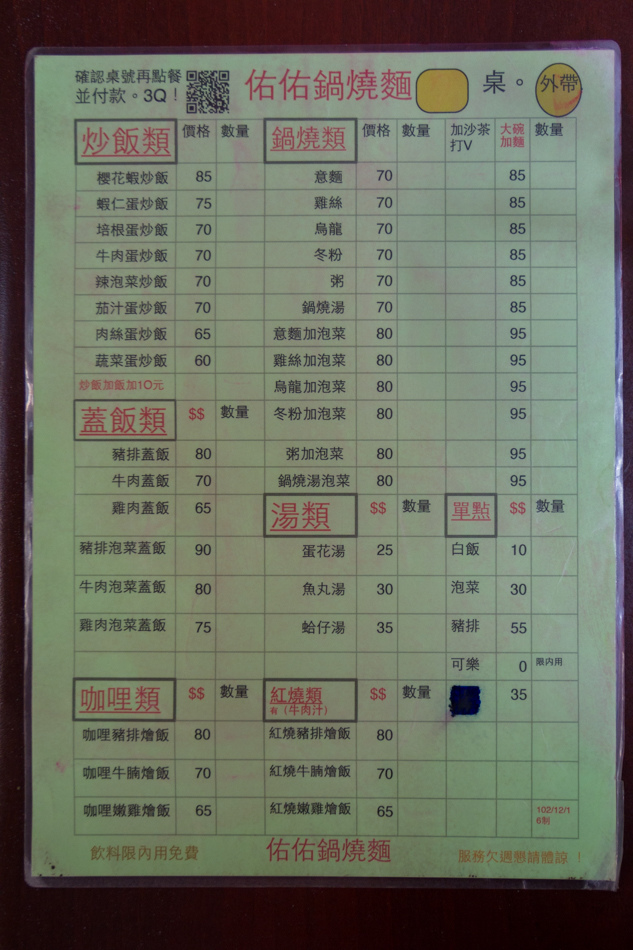 確認桌號再點餐
並付款。3Q！
佑佑鍋燒麵 桌。 外帶
炒飯類 價格 數量 鍋燒類 價格 數量 加沙茶打V 大碗加麵 數量
櫻花蝦炒飯 85 意麵 70 85
蝦仁蛋炒飯 75 雞絲 70 85
培根蛋炒飯 70 烏龍 70 85
牛肉蛋炒飯 70 冬粉 70 85
辣泡菜炒飯 70 粥 70 85
茄汁蛋炒飯 70 鍋燒湯 70 85
肉絲蛋炒飯 65 意麵加泡菜 80 95
蔬菜蛋炒飯 60 雞絲加泡菜 80 95
炒飯加飯加10元 烏龍加泡菜 80 95
蓋飯類 $$ 數量 冬粉加泡菜 80 95
豬排蓋飯 80 粥加泡菜 80 95
牛肉蓋飯 70 鍋燒湯泡菜 80 95
雞肉蓋飯 65 湯類 $$ 數量 單點 $$ 數量
豬排泡菜蓋飯 90 蛋花湯 25 白飯 10
牛肉泡菜蓋飯 80 魚丸湯 30 泡菜 30
雞肉泡菜蓋飯 75 蛤仔湯 35 豬排 55
可樂 0 限內用
咖哩類 $$ 數量 紅燒類 $$ 數量 35
有（牛肉汁）
咖哩豬排燴飯 80 紅燒豬排燴飯 80
咖哩牛腩燴飯 70 紅燒牛腩燴飯 70
咖哩嫩雞燴飯 65 紅燒嫩雞燴飯 65 102/12/1
6制
飲料限內用免費 佑佑鍋燒麵 服務欠週懇請體諒！